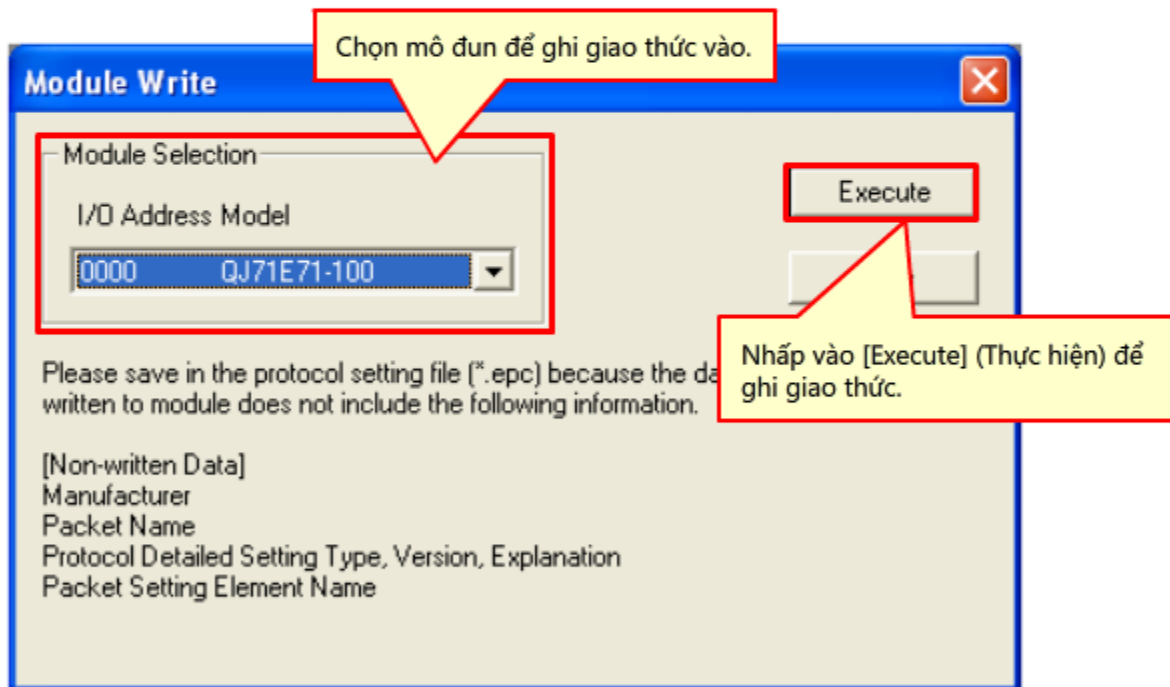 Chọn mô đun để ghi giao thức vào.
Module Write
Module Selection
I/O Address Model
0000 QJ71E71-100
Execute
Nhấp vào [Execute] (Thực hiện) để
ghi giao thức.
Please save in the protocol setting file (*.epc) because the
written to module does not include the following information.
[Non-written Data]
Manufacturer
Packet Name
Protocol Detailed Setting Type, Version, Explanation
Packet Setting Element Name